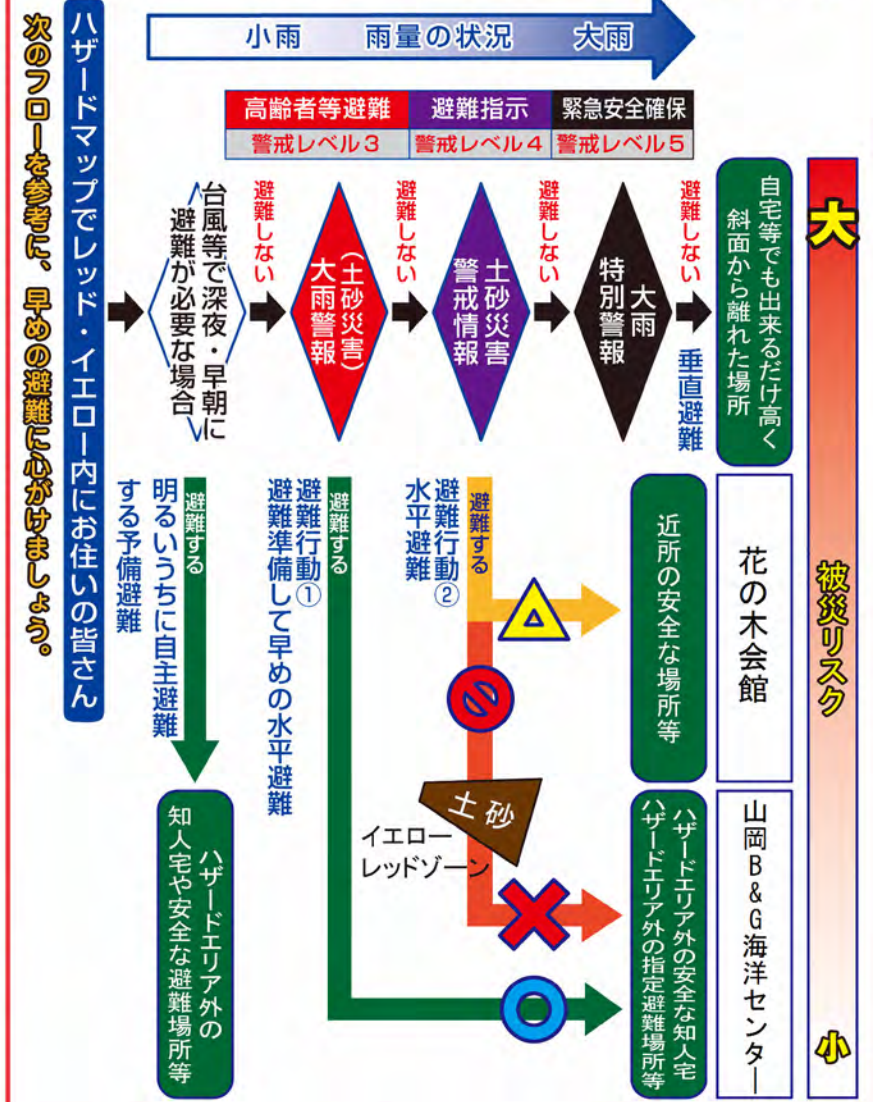 次のフローを参考に、早めの避難に心がけましょう。
ハザードマップでレッド・イエロー内にお住いの皆さん
小雨 雨量の状況 大雨
高齢者等避難 避難指示 緊急安全確保
警戒レベル3 警戒レベル4 警戒レベル5
台風等で深夜・早朝に
避難が必要な場合
避難しない
大雨警報
(土砂災害)
避難しない
土砂災害
警戒情報
避難しない
大雨
特別警報
避難しない
垂直避難
自宅等でも出来るだけ高く
斜面から離れた場所
避難する
明るいうちに自主避難
する予備避難
避難する
避難行動①
避難準備して早めの水平避難
避難する
避難行動②
水平避難
土砂
イエロー
レッドゾーン
近所の安全な場所等
花の木会館
ハザードエリア外の
知人宅や安全な避難場所等
ハザードエリア外の安全な知人宅
ハザードエリア外の指定避難場所等
山岡B&G海洋センター
大
被災リスク
小